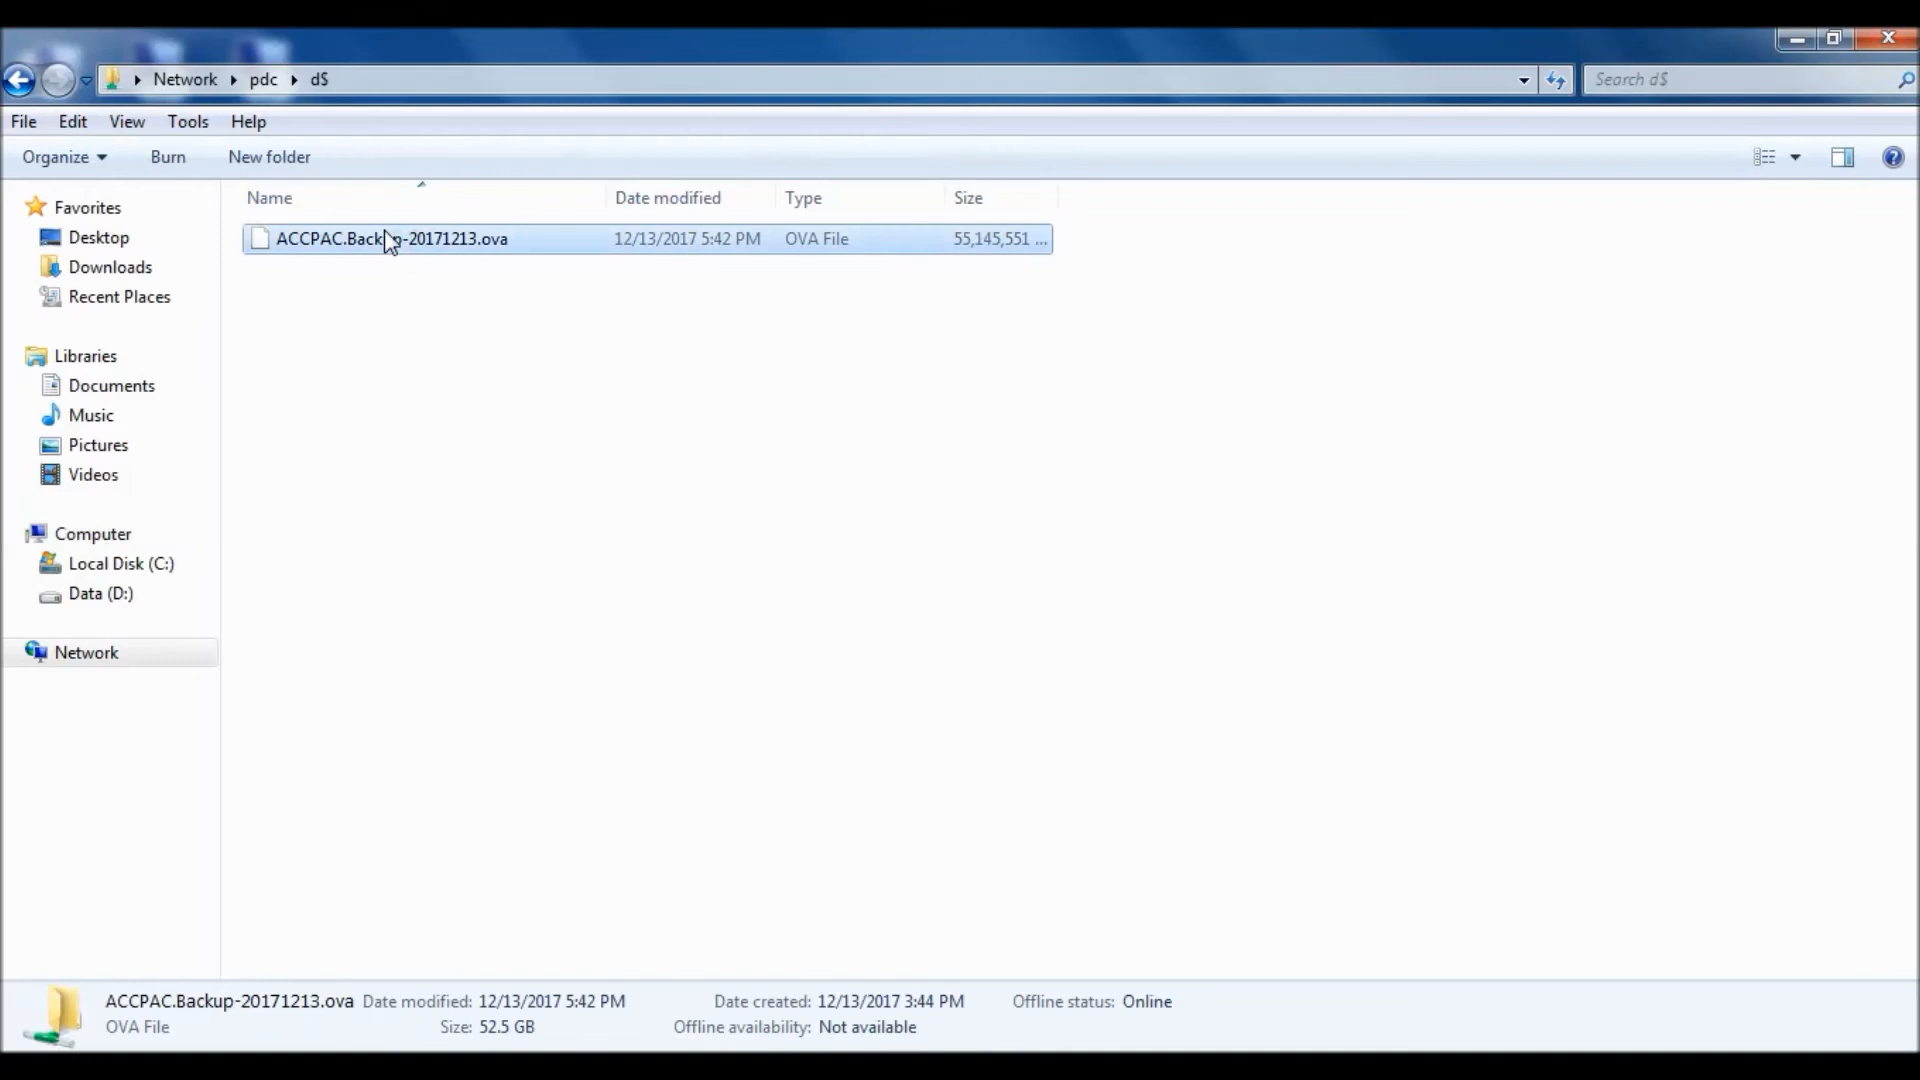 Network pdc d$
Search d$
File Edit View Tools Help
Organize Burn New folder
Name Date modified Type Size
ACCPAC.Backup-20171213.ova 12/13/2017 5:42 PM OVA File 55,145,551 ...
Favorites
Desktop
Downloads
Recent Places
Libraries
Documents
Music
Pictures
Videos
Computer
Local Disk (C:)
Data (D:)
Network
ACCPAC.Backup-20171213.ova Date modified: 12/13/2017 5:42 PM Date created: 12/13/2017 3:44 PM Offline status: Online
OVA File Size: 52.5 GB Offline availability: Not available